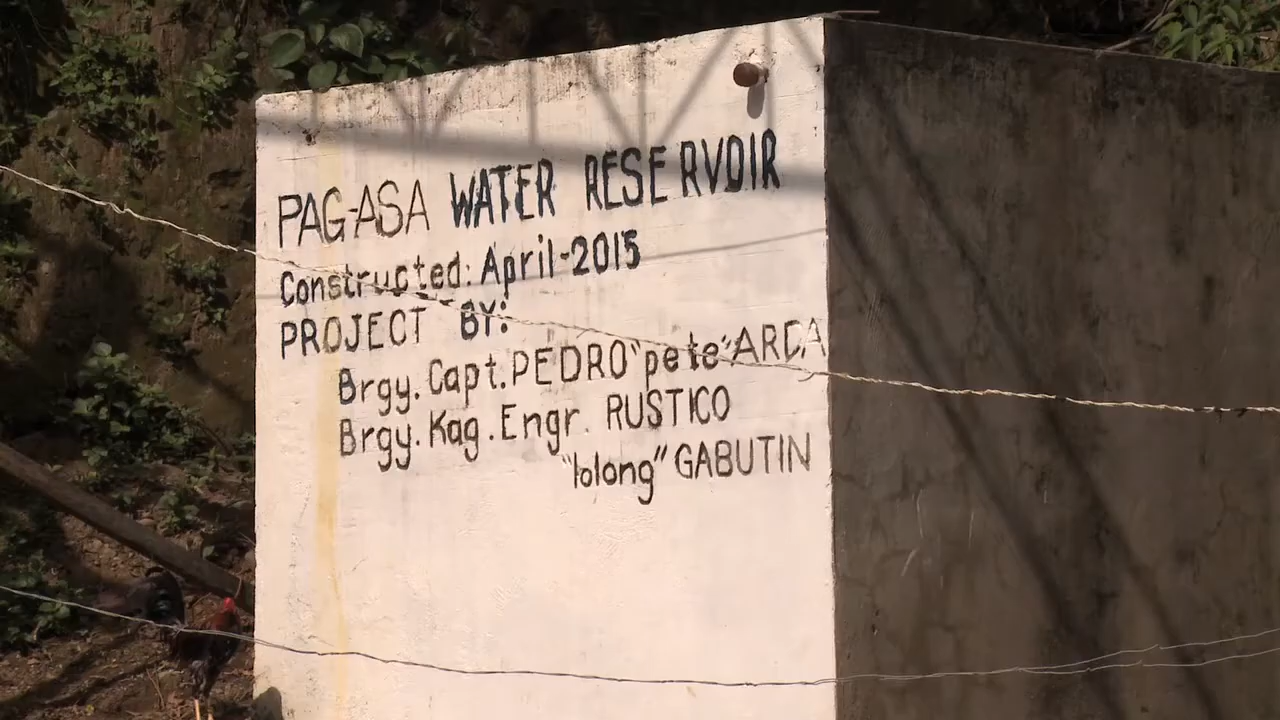 PAG-ASA WATER RESERVOIR
Constructed: April-2015
PROJECT BY:
Brgy. Capt. PEDRO "pete" ARCA
Brgy. Kag. Engr. RUSTICO
"lolong" GABUTIN